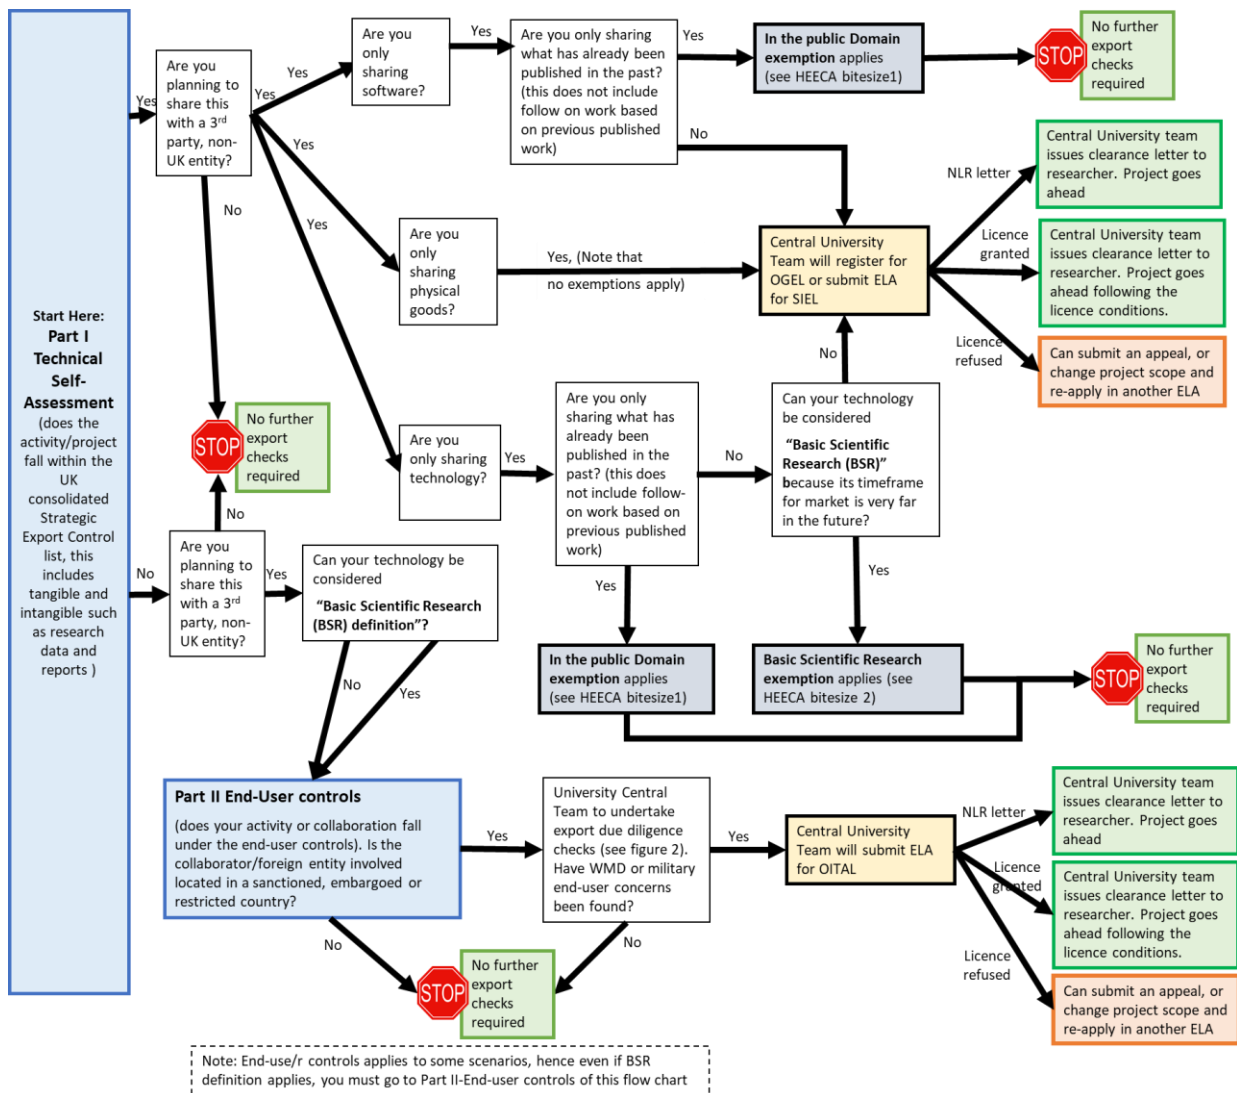 Start Here:
Part I
Technical
Self-
Assessment
(does the
activity/project
fall within the
UK
consolidated
Strategic
Export Control
list, this
includes
tangible and
intangible such
as research
data and
reports )
Yes
Are you
planning to
share this
with a 3rd
party, non-
UK entity?
Yes
Yes
Are you
only
sharing
software?
Yes
Are you only sharing
what has already been
published in the past?
(this does not include
follow on work based
on previous published
work)
Yes
In the public Domain
exemption applies
(see HEECA bitesize1)
STOP
No further
export
checks
required
No
Yes
Are you
only
sharing
physical
goods?
Yes, (Note that
no exemptions apply)
Central University
Team will register for
OGEL or submit ELA
for SIEL
NLR letter
Central University team
issues clearance letter to
researcher. Project goes
ahead
Licence
granted
Central University team
issues clearance letter to
researcher. Project goes
ahead following the
licence conditions.
Licence
refused
Can submit an appeal, or
change project scope and
re-apply in another ELA
No
Yes
STOP
No further
export
checks
required
Are you
only sharing
technology?
Yes
Are you only
sharing what has
already been
published in the
past? (this does
not include follow-
on work based on
previous published
work)
No
Can your technology
be considered
“Basic Scientific
Research (BSR)”
because its timeframe
for market is very far
in the future?
No
Yes
Yes
In the public Domain
exemption applies
(see HEECA bitesize1)
Basic Scientific Research
exemption applies (see
HEECA bitesize 2)
STOP
No further
export
checks
required
No
No
Are you
planning to
share this
with a 3rd
party, non-
UK entity?
Yes
Can your technology be
considered
“Basic Scientific Research
(BSR) definition”?
No
Yes
Part II End-User controls
(does your activity or collaboration fall
under the end-user controls). Is the
collaborator/foreign entity involved
located in a sanctioned, embargoed or
restricted country?
Yes
University Central
Team to undertake
export due diligence
checks (see figure 2).
Have WMD or military
end-user concerns
been found?
Yes
Central University
Team will submit ELA
for OITAL
NLR letter
Central University team
issues clearance letter to
researcher. Project goes
ahead
Licence
granted
Central University team
issues clearance letter to
researcher. Project goes
ahead following the
licence conditions.
Licence
refused
Can submit an appeal, or
change project scope and
re-apply in another ELA
No
No
STOP
No further
export
checks
required
Note: End-use/r controls applies to some scenarios, hence even if BSR
definition applies, you must go to Part II-End-user controls of this flow chart